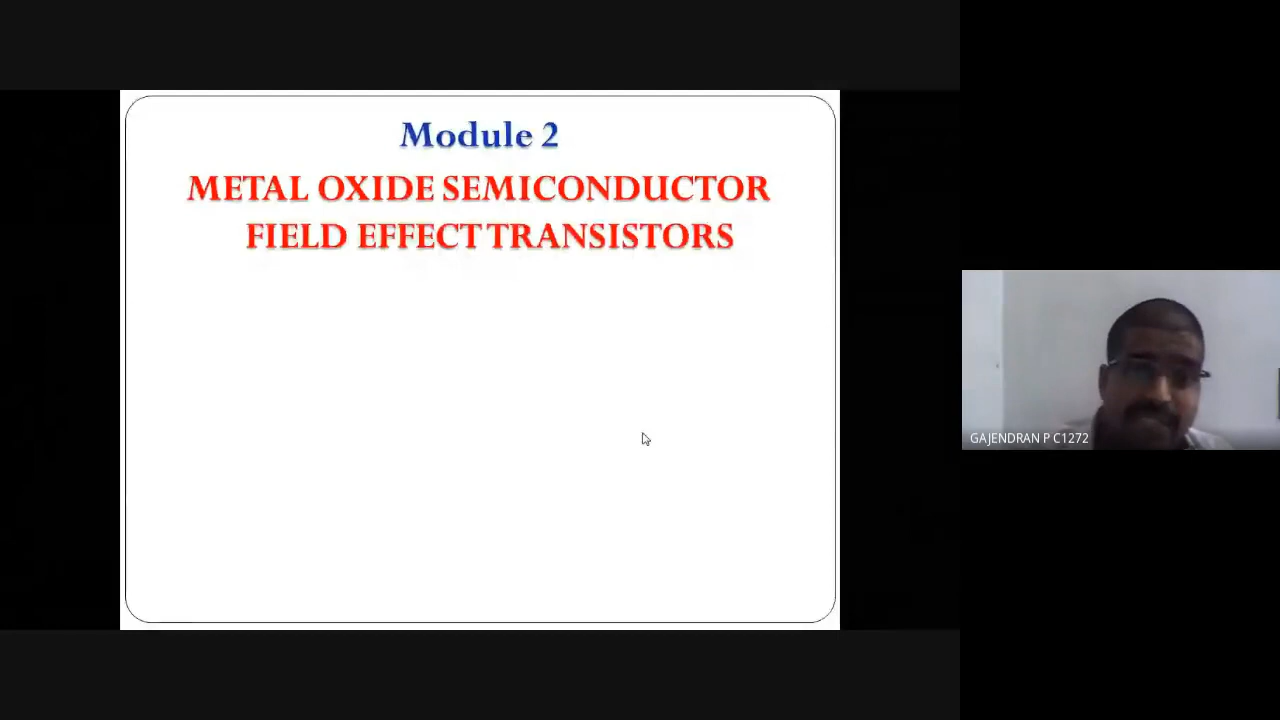 Module 2
METAL OXIDE SEMICONDUCTOR
FIELD EFFECT TRANSISTORS
GAJENDRAN P C1272